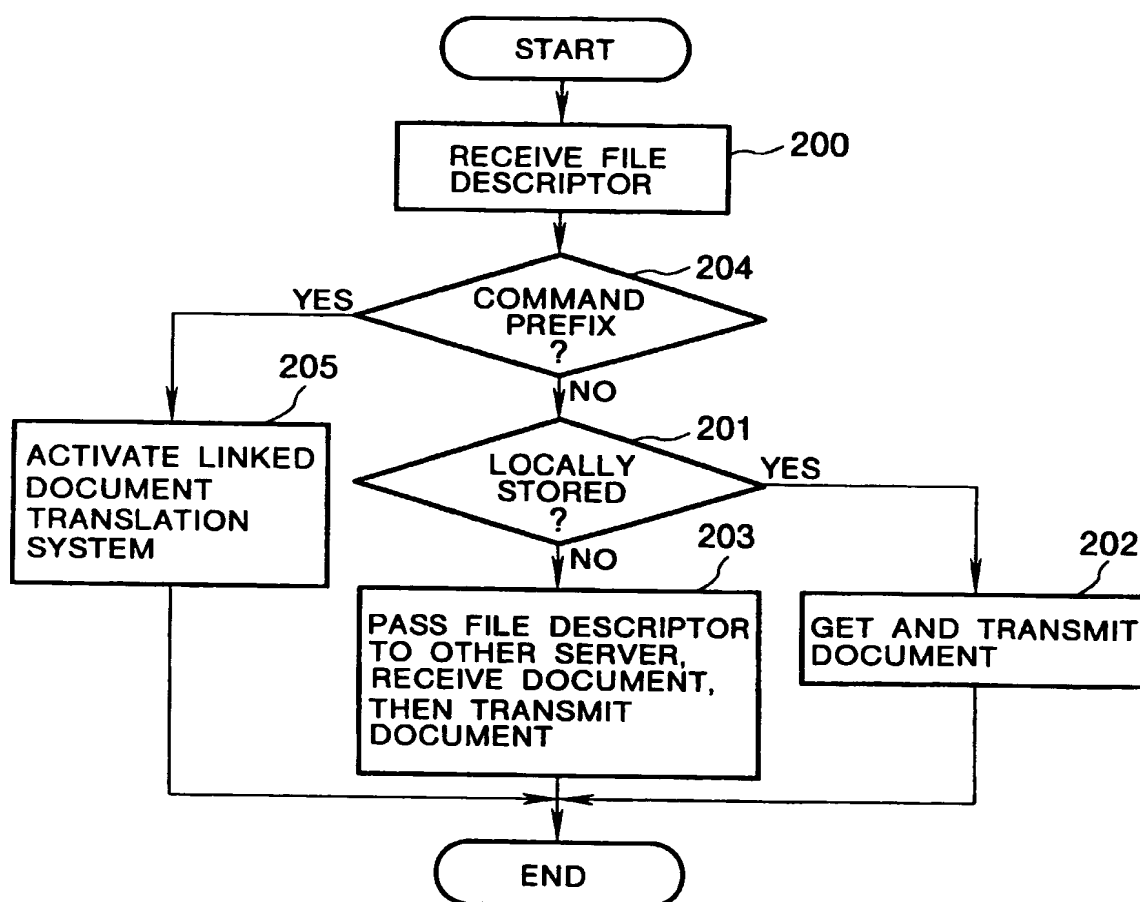 START
RECEIVE FILE
DESCRIPTOR
200
204
YES
COMMAND
PREFIX
?
205
NO
201
ACTIVATE LINKED
DOCUMENT
TRANSLATION
SYSTEM
LOCALLY
STORED
?
YES
203
NO
202
PASS FILE DESCRIPTOR
TO OTHER SERVER,
RECEIVE DOCUMENT,
THEN TRANSMIT
DOCUMENT
GET AND TRANSMIT
DOCUMENT
END